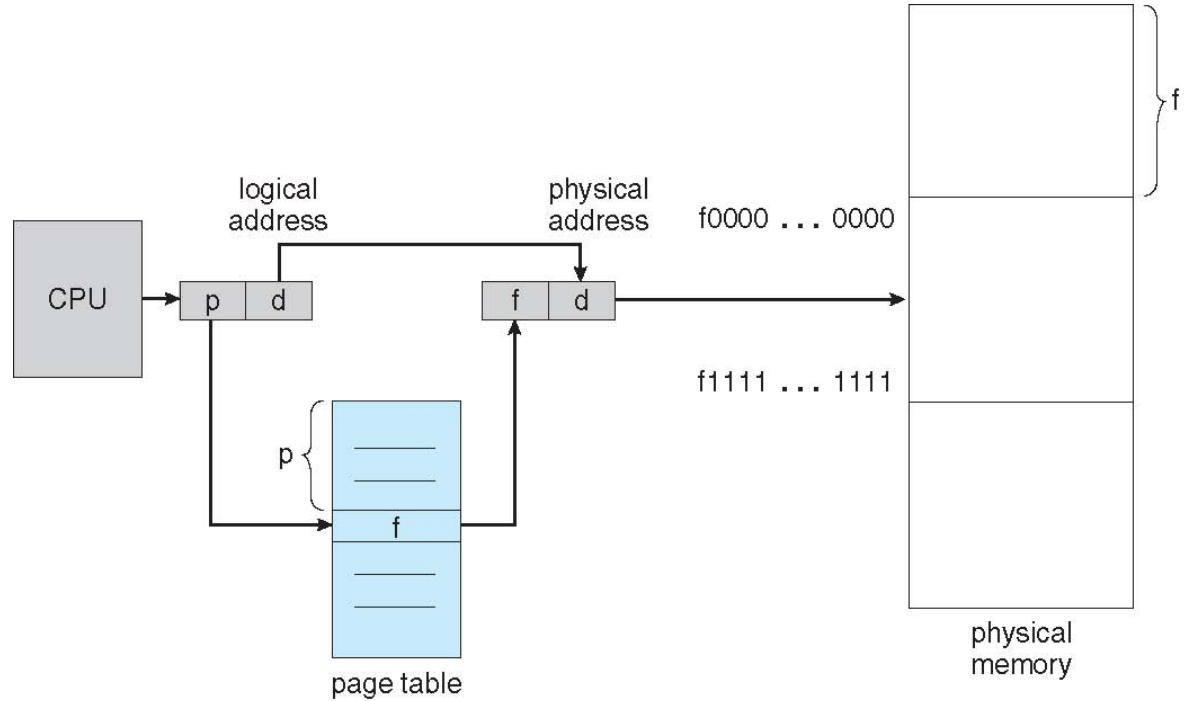 f
logical
address
physical
address
f0000 ... 0000
CPU
p
d
f
d
f1111 ... 1111
p
f
page table
physical
memory